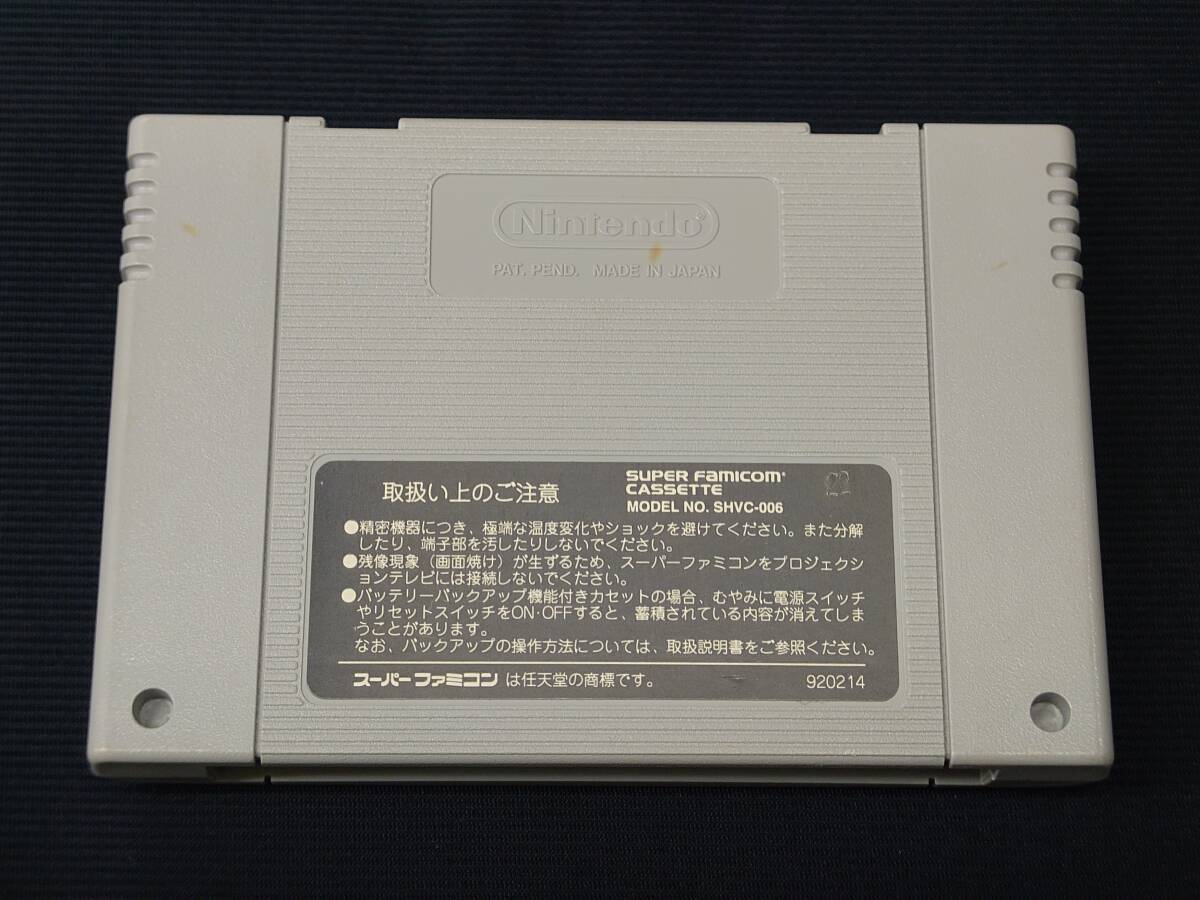 Nintendo®
PAT. PEND. MADE IN JAPAN
取扱い上のご注意
SUPER FAMICOM®
CASSETTE
MODEL NO. SHVC-006
22
●精密機器につき、極端な温度変化やショックを避けてください。また分解
したり、端子部を汚したりしないでください。
●残像現象（画面焼け）が生ずるため、スーパーファミコンをプロジェクシ
ョンテレビには接続しないでください。
●バッテリーバックアップ機能付きカセットの場合、むやみに電源スイッチ
やリセットスイッチをON·OFFすると、蓄積されている内容が消えてしま
うことがあります。
なお、バックアップの操作方法については、取扱説明書をご参照ください。
スーパーファミコン は任天堂の商標です。
920214